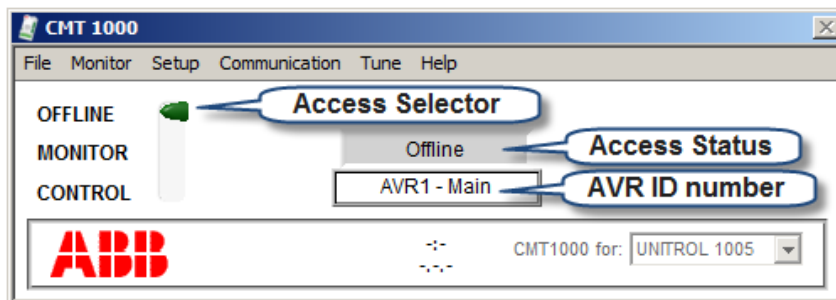 CMT 1000
File Monitor Setup Communication Tune Help
OFFLINE
Access Selector
MONITOR
Offline
Access Status
CONTROL
AVR1 - Main
AVR ID number
ABB
-:-
-.-.-
CMT1000 for: UNITROL 1005